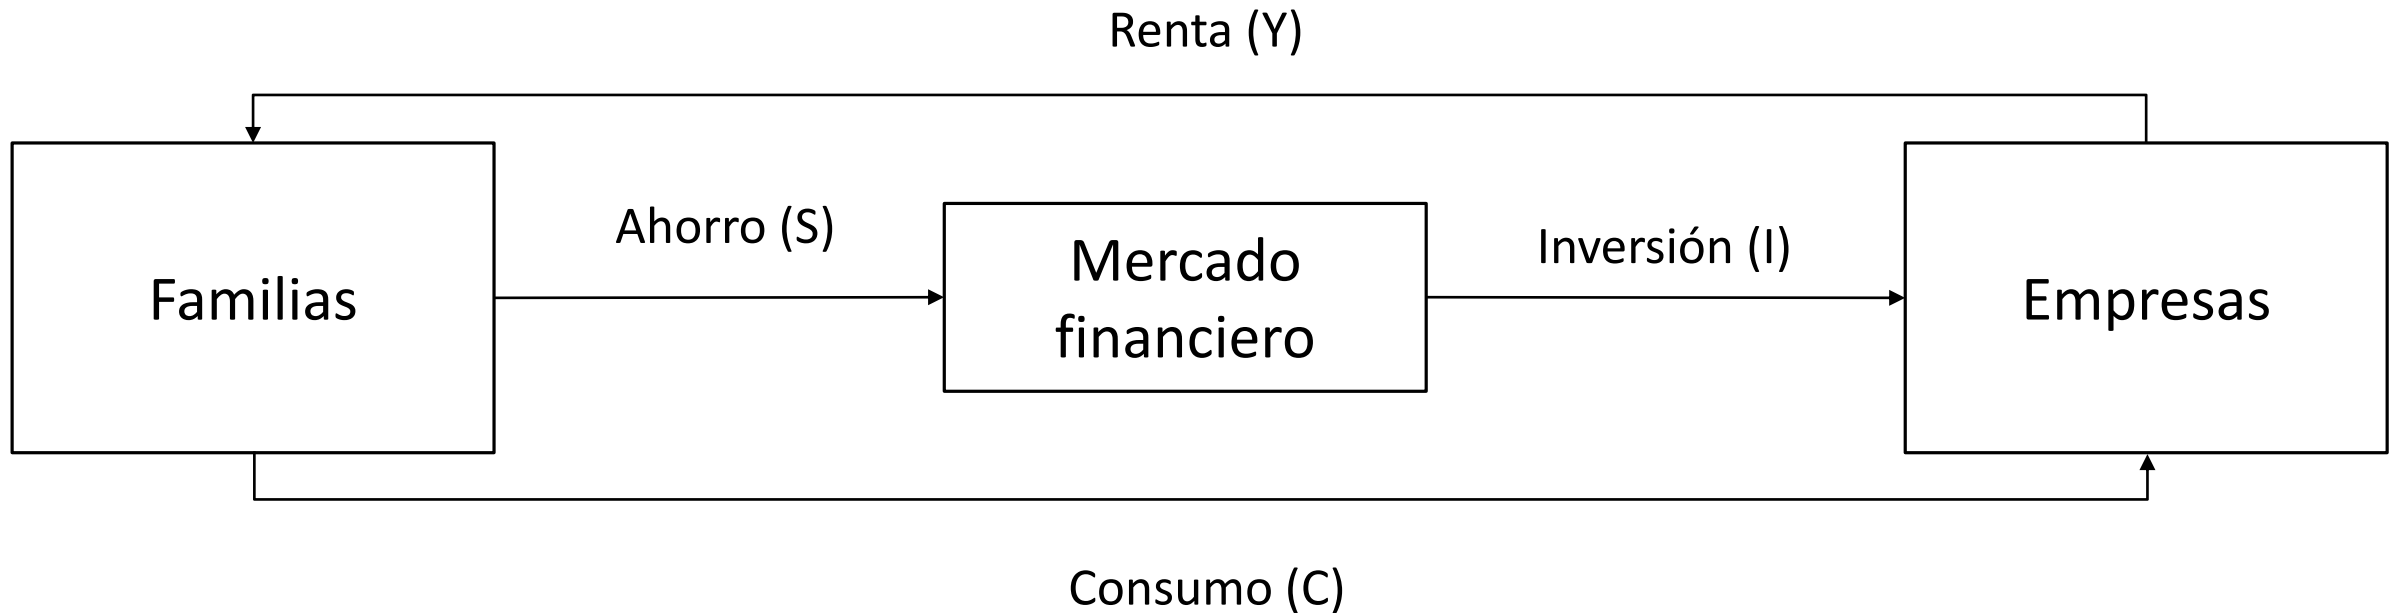 Renta (Y)
Familias
Ahorro (S)
Mercado
financiero
Inversión (I)
Empresas
Consumo (C)